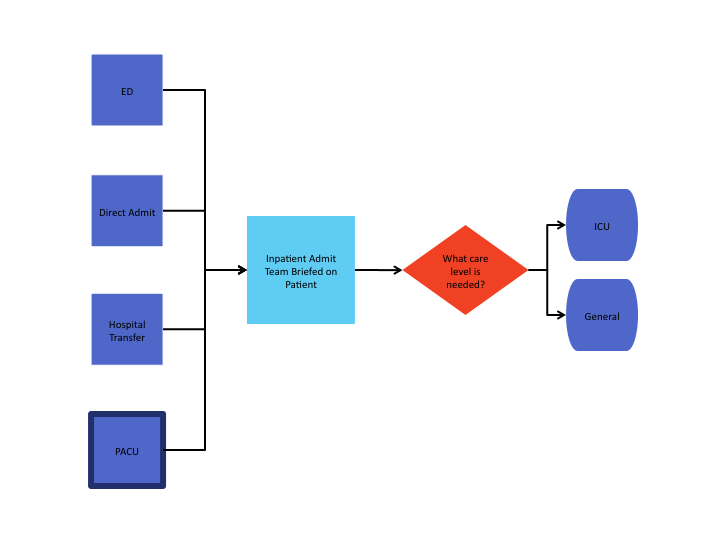 ED
Direct Admit
Hospital
Transfer
PACU
Inpatient Admit
Team Briefed on
Patient
What care
level is
needed?
ICU
General